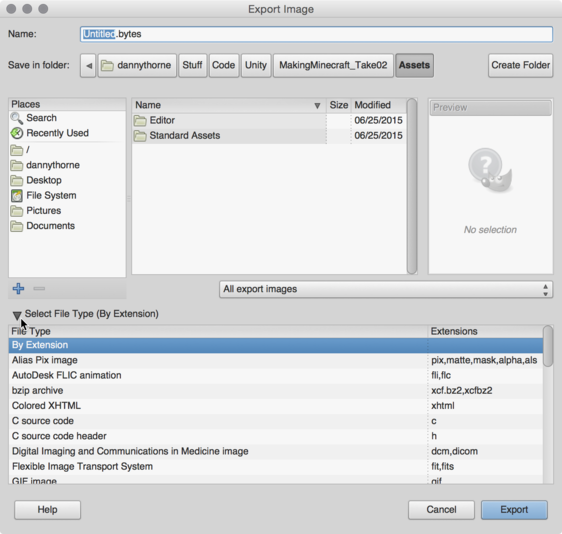 Export Image
Name: Untitled.bytes
Save in folder: dannythorne Stuff Code Unity MakingMinecraft_Take02 Assets Create Folder
Places
Search
Recently Used
/
dannythorne
Desktop
File System
Pictures
Documents
Name Size Modified
Editor 06/25/2015
Standard Assets 06/25/2015
Preview
?
No selection
All export images
Select File Type (By Extension)
File Type Extensions
By Extension
Alias Pix image pix,matte,mask,alpha,als
AutoDesk FLIC animation fli,flc
bzip archive xcf.bz2,xcfbz2
Colored XHTML xhtml
C source code c
C source code header h
Digital Imaging and Communications in Medicine image dcm,dicom
Flexible Image Transport System fit,fits
GIF image gif
Help Cancel Export